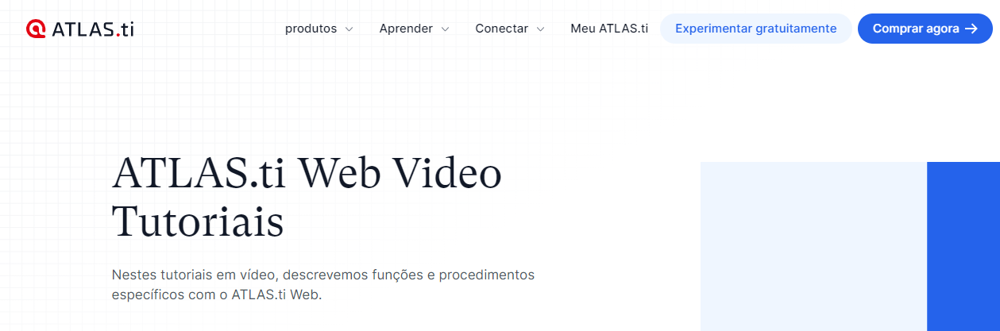 ATLAS.ti produtos Aprender Conectar Meu ATLAS.ti Experimentar gratuitamente Comprar agora
ATLAS.ti Web Video
Tutoriais
Nestes tutoriais em vídeo, descrevemos funções e procedimentos
específicos com o ATLAS.ti Web.